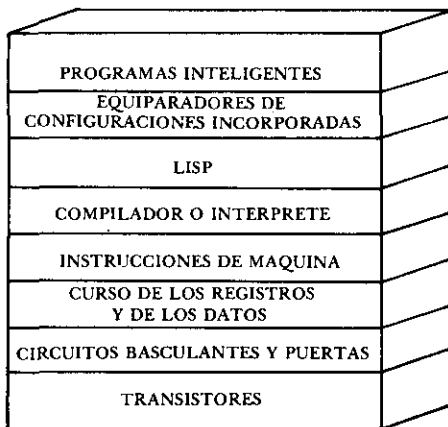 PROGRAMAS INTELIGENTES
EQUIPARADORES DE
CONFIGURACIONES INCORPORADAS
LISP
COMPILADOR O INTERPRETE
INSTRUCCIONES DE MAQUINA
CURSO DE LOS REGISTROS
Y DE LOS DATOS
CIRCUITOS BASCULANTES Y PUERTAS
TRANSISTORES